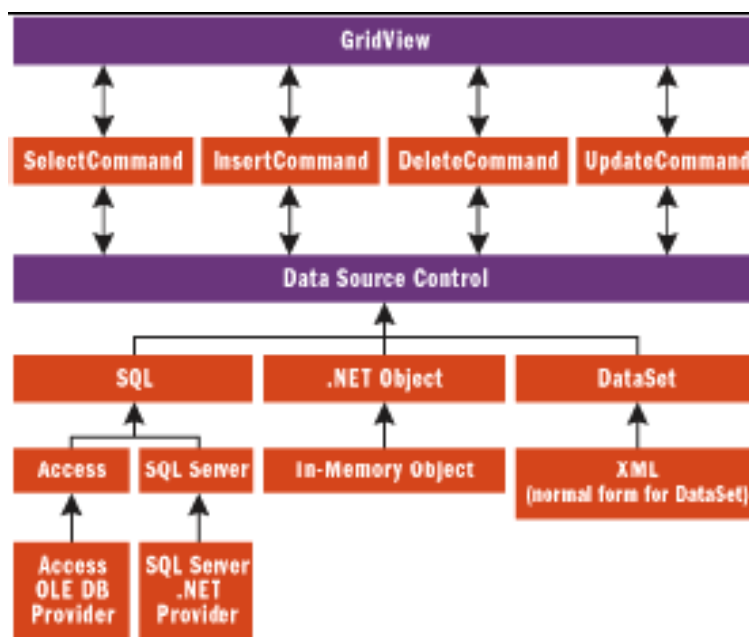 GridView
SelectCommand
InsertCommand
DeleteCommand
UpdateCommand
Data Source Control
SQL
.NET Object
DataSet
Access
SQL Server
In-Memory Object
XML
(normal form for DataSet)
Access
OLE DB
Provider
SQL Server
.NET
Provider